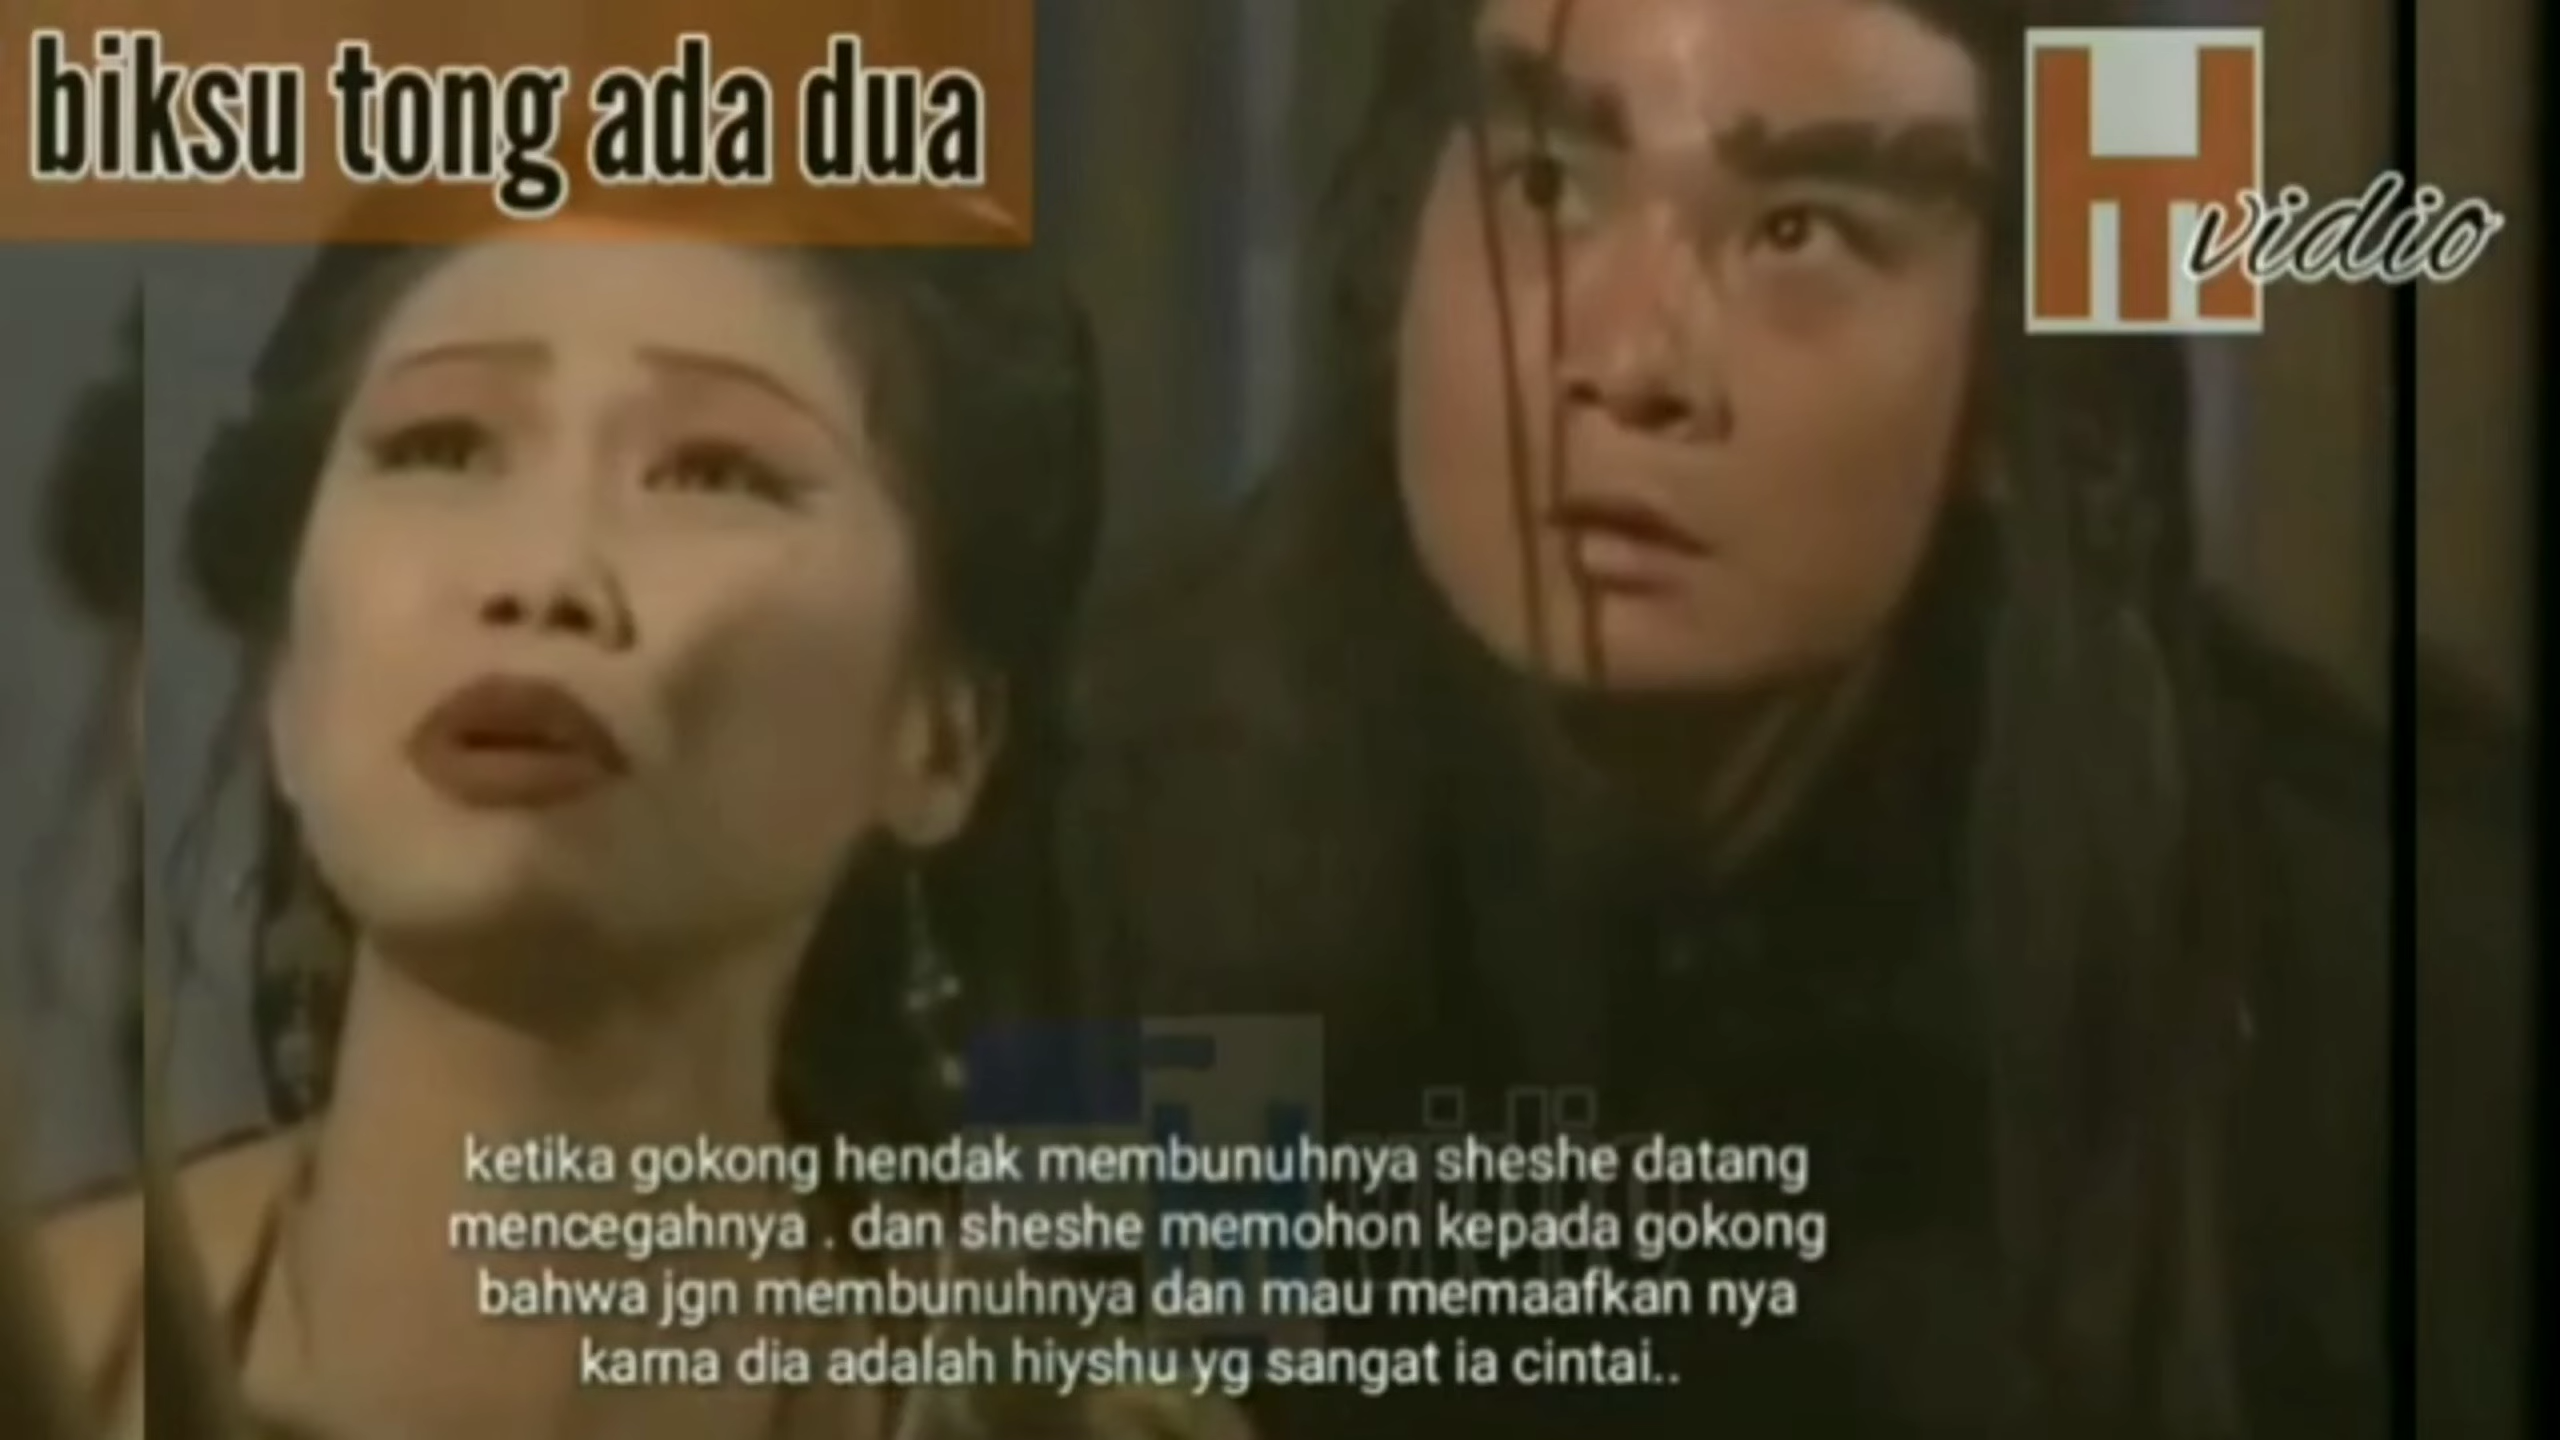 biksu tong ada dua
H vidio
vidio
ketika gokong hendak membunuhnya sheshe datang
mencegahnya . dan sheshe memohon kepada gokong
bahwa jgn membunuhnya dan mau memaafkan nya
karna dia adalah hiyshu yg sangat ia cintai..